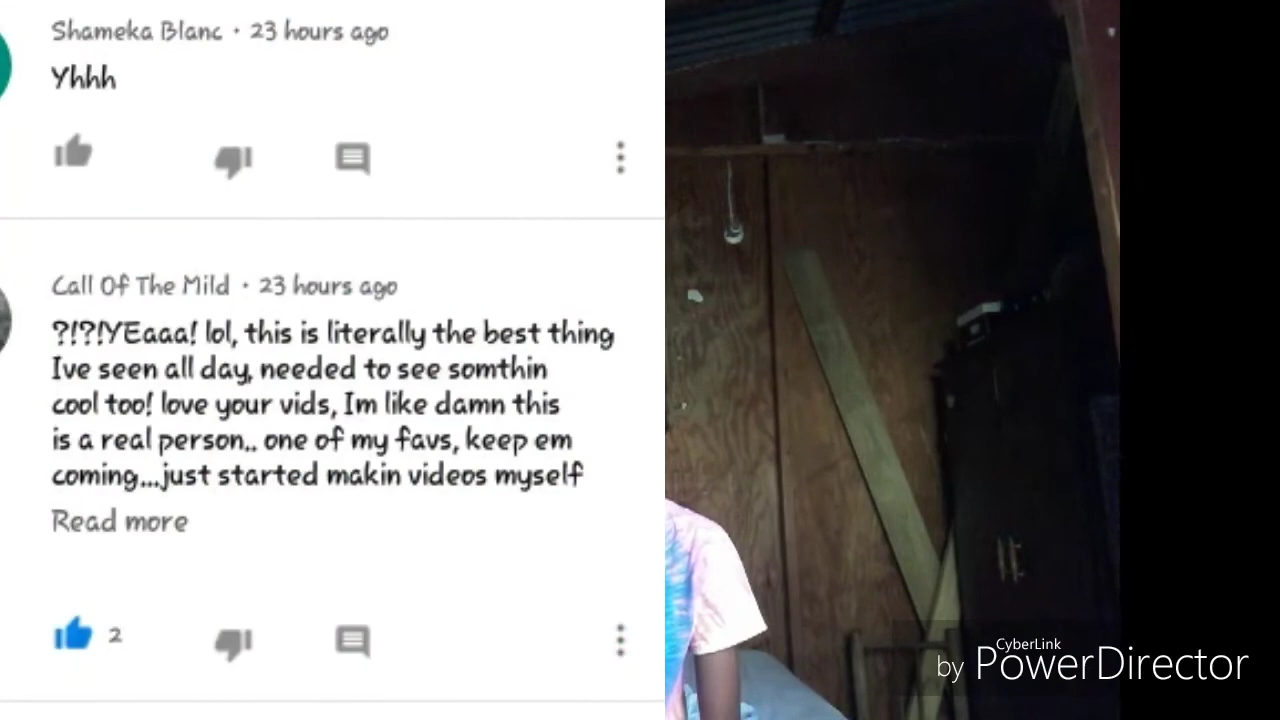 Shameka Blanc • 23 hours ago
Yhhh
Call Of The Mild • 23 hours ago
?!?!YEaaa! lol, this is literally the best thing
Ive seen all day, needed to see somthin
cool too! love your vids, Im like damn this
is a real person.. one of my favs, keep em
coming...just started makin videos myself
Read more
2
CyberLink
by PowerDirector